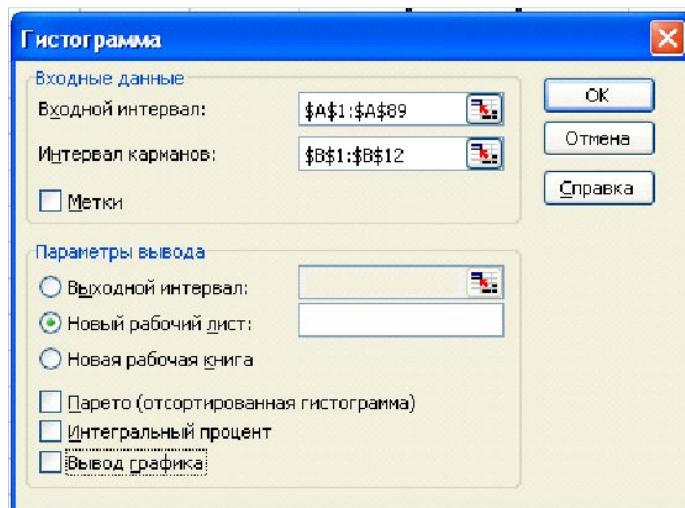 Гистограмма
Входные данные
Входной интервал: $A$1:$A$89
Интервал карманов: $B$1:$B$12
Метки
OK
Отмена
Справка
Параметры вывода
Выходной интервал:
Новый рабочий лист:
Новая рабочая книга
Парето (отсортированная гистограмма)
Интегральный процент
Вывод графика